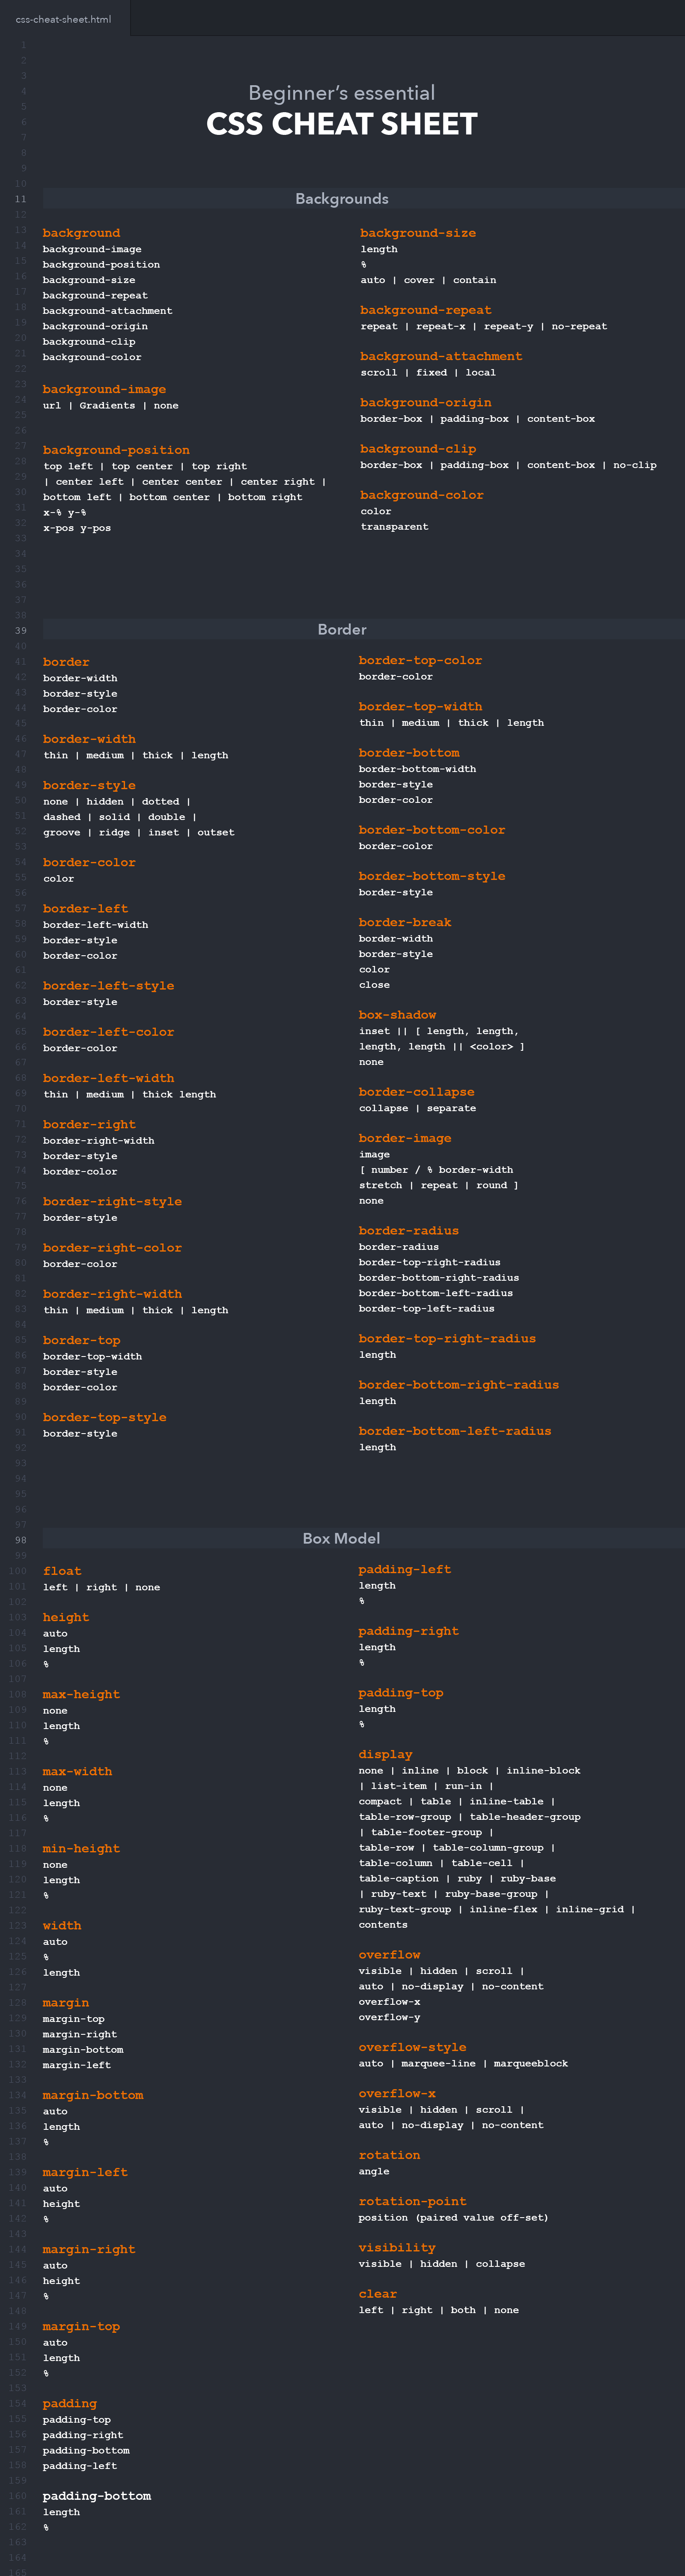 css-cheat-sheet.html
Beginner’s essential
CSS CHEAT SHEET
Backgrounds
background
background-image
background-position
background-size
background-repeat
background-attachment
background-origin
background-clip
background-color
background-image
url | Gradients | none
background-position
top left | top center | top right
| center left | center center | center right |
bottom left | bottom center | bottom right
x-% y-%
x-pos y-pos
background-size
length
%
auto | cover | contain
background-repeat
repeat | repeat-x | repeat-y | no-repeat
background-attachment
scroll | fixed | local
background-origin
border-box | padding-box | content-box
background-clip
border-box | padding-box | content-box | no-clip
background-color
color
transparent
Border
border
border-width
border-style
border-color
border-width
thin | medium | thick | length
border-style
none | hidden | dotted |
dashed | solid | double |
groove | ridge | inset | outset
border-color
color
border-left
border-left-width
border-style
border-color
border-left-style
border-style
border-left-color
border-color
border-left-width
thin | medium | thick length
border-right
border-right-width
border-style
border-color
border-right-style
border-style
border-right-color
border-color
border-right-width
thin | medium | thick | length
border-top
border-top-width
border-style
border-color
border-top-style
border-style
border-top-color
border-color
border-top-width
thin | medium | thick | length
border-bottom
border-bottom-width
border-style
border-color
border-bottom-color
border-color
border-bottom-style
border-style
border-break
border-width
border-style
color
close
box-shadow
inset || [ length, length,
length, length || <color> ]
none
border-collapse
collapse | separate
border-image
image
[ number / % border-width
stretch | repeat | round ]
none
border-radius
border-radius
border-top-right-radius
border-bottom-right-radius
border-bottom-left-radius
border-top-left-radius
border-top-right-radius
length
border-bottom-right-radius
length
border-bottom-left-radius
length
Box Model
float
left | right | none
height
auto
length
%
max-height
none
length
%
max-width
none
length
%
min-height
none
length
%
width
auto
%
length
margin
margin-top
margin-right
margin-bottom
margin-left
margin-bottom
auto
length
%
margin-left
auto
height
%
margin-right
auto
height
%
margin-top
auto
length
%
padding
padding-top
padding-right
padding-bottom
padding-left
padding-bottom
length
%
padding-left
length
%
padding-right
length
%
padding-top
length
%
display
none | inline | block | inline-block
| list-item | run-in |
compact | table | inline-table |
table-row-group | table-header-group
| table-footer-group |
table-row | table-column-group |
table-column | table-cell |
table-caption | ruby | ruby-base
| ruby-text | ruby-base-group |
ruby-text-group | inline-flex | inline-grid |
contents
overflow
visible | hidden | scroll |
auto | no-display | no-content
overflow-x
overflow-y
overflow-style
auto | marquee-line | marqueeblock
overflow-x
visible | hidden | scroll |
auto | no-display | no-content
rotation
angle
rotation-point
position (paired value off-set)
visibility
visible | hidden | collapse
clear
left | right | both | none